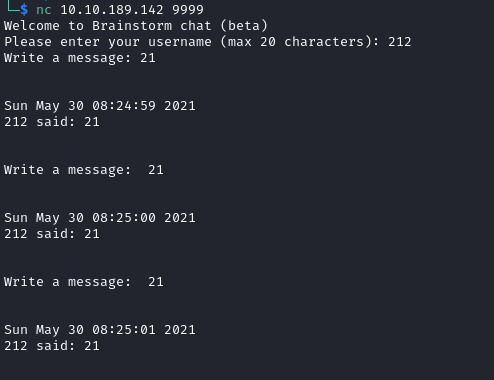 └─$ nc 10.10.189.142 9999
Welcome to Brainstorm chat (beta)
Please enter your username (max 20 characters): 212
Write a message: 21
Sun May 30 08:24:59 2021
212 said: 21
Write a message:  21
Sun May 30 08:25:00 2021
212 said: 21
Write a message:  21
Sun May 30 08:25:01 2021
212 said: 21